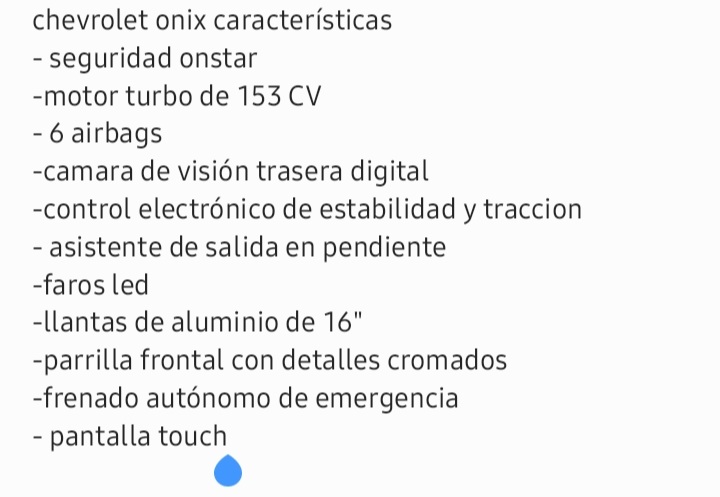 chevrolet onix características
- seguridad onstar
-motor turbo de 153 CV
- 6 airbags
-camara de visión trasera digital
-control electrónico de estabilidad y traccion
- asistente de salida en pendiente
-faros led
-llantas de aluminio de 16"
-parrilla frontal con detalles cromados
-frenado autónomo de emergencia
- pantalla touch